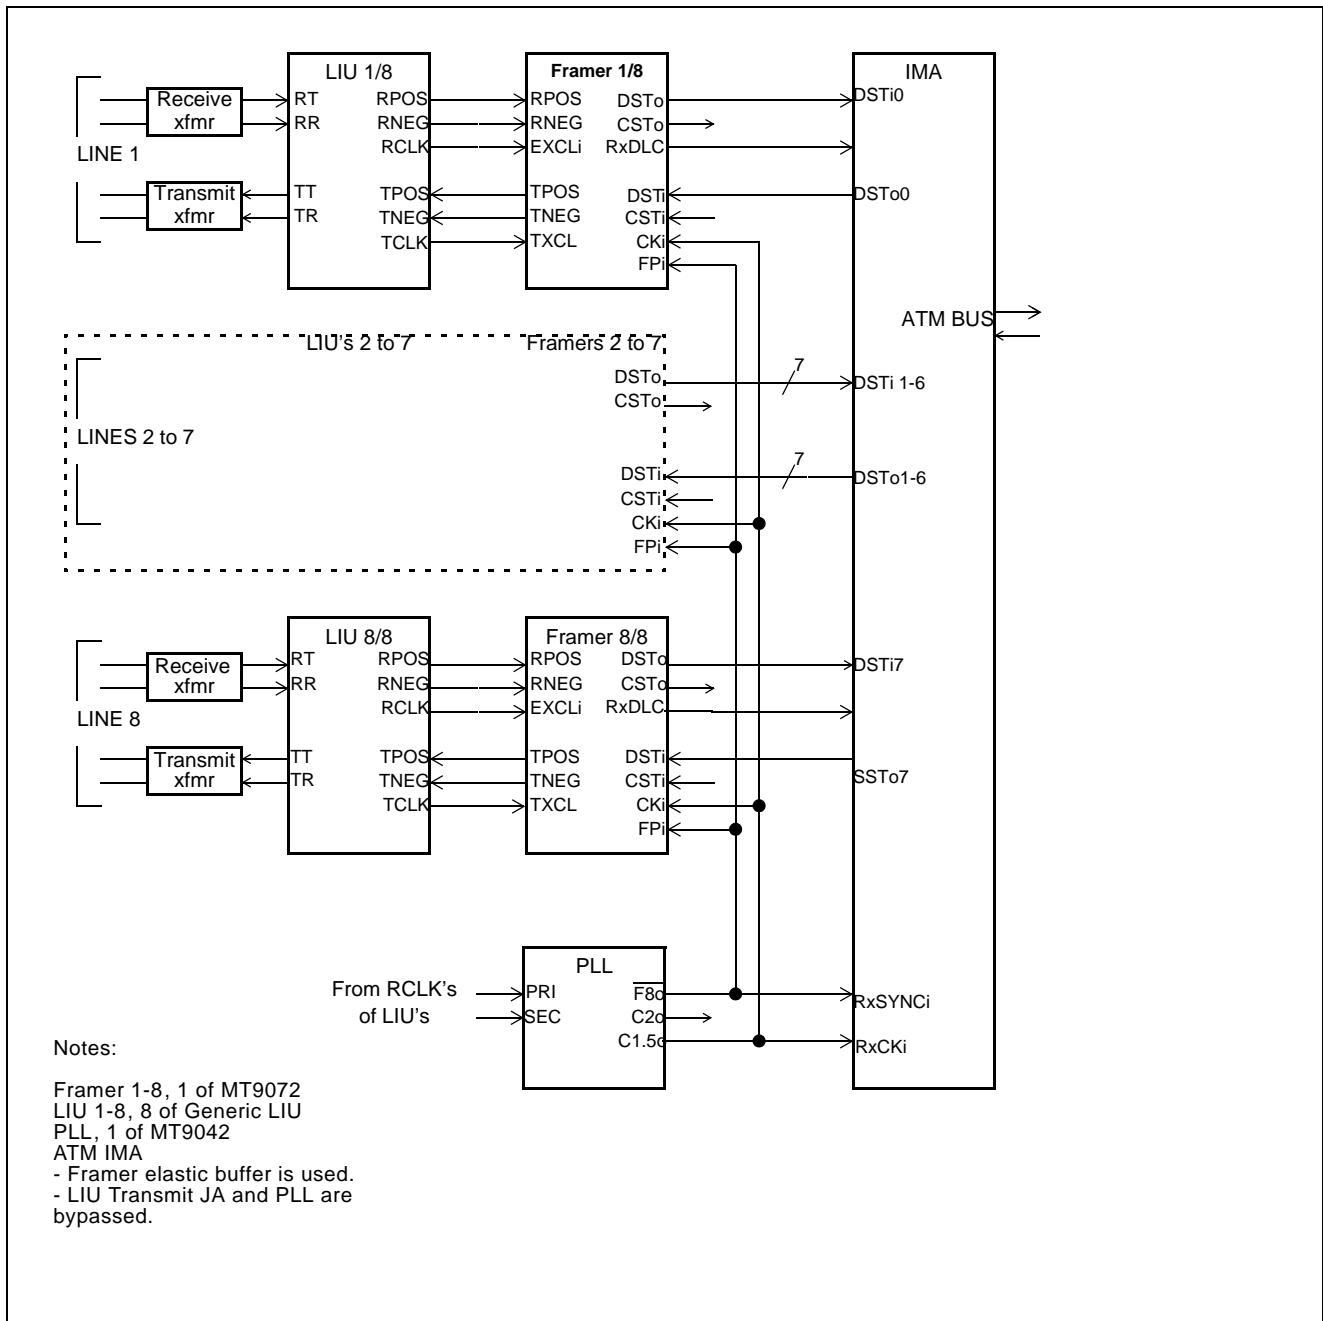 LIU 1/8
Framer 1/8
IMA
Receive
xfmr
RT
RR
RPOS
RNEG
RCLK
RPOS
RNEG
EXCLi
DSTo
CSTo
RxDLC
DSTi0
LINE 1
Transmit
xfmr
TT
TR
TPOS
TNEG
TCLK
TPOS
TNEG
TXCL
DSTi
CSTi
CKi
FPi
DSTo0
ATM BUS
LIU's 2 to 7
Framers 2 to 7
DSTo
CSTo
7
DSTi 1-6
LINES 2 to 7
DSTi
CSTi
CKi
FPi
7
DSTo1-6
LIU 8/8
Framer 8/8
Receive
xfmr
RT
RR
RPOS
RNEG
RCLK
RPOS
RNEG
EXCLi
DSTo
CSTo
RxDLC
DSTi7
LINE 8
Transmit
xfmr
TT
TR
TPOS
TNEG
TCLK
TPOS
TNEG
TXCL
DSTi
CSTi
CKi
FPi
SSTo7
PLL
From RCLK's
of LIU's
PRI
SEC
F8o
C2o
C1.5o
RxSYNCi
RxCKi
Notes:
Framer 1-8, 1 of MT9072
LIU 1-8, 8 of Generic LIU
PLL, 1 of MT9042
ATM IMA
- Framer elastic buffer is used.
- LIU Transmit JA and PLL are
bypassed.